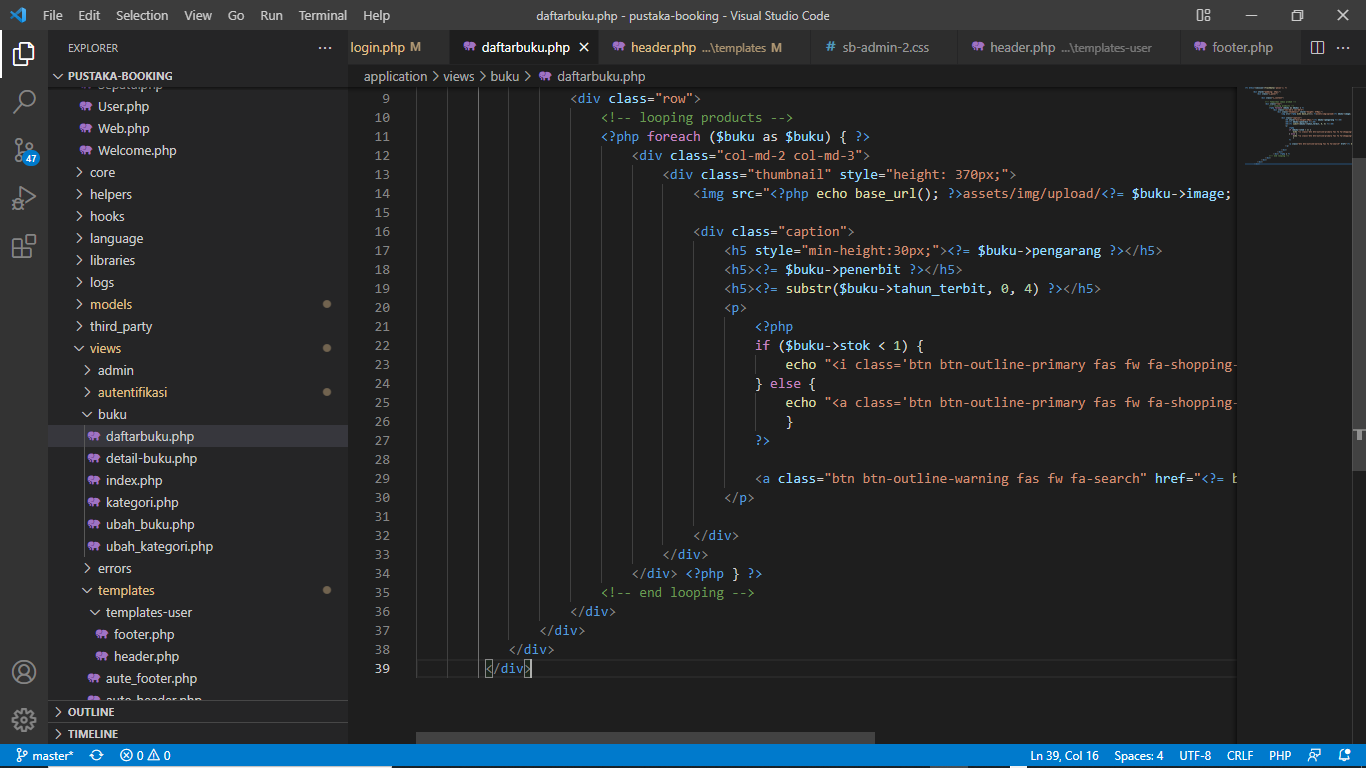 File Edit Selection View Go Run Terminal Help daftarbuku.php - pustaka-booking - Visual Studio Code
EXPLORER
PUSTAKA-BOOKING
User.php
Web.php
Welcome.php
core
helpers
hooks
language
libraries
logs
models
third_party
views
admin
autentifikasi
buku
daftarbuku.php
detail-buku.php
index.php
kategori.php
ubah_buku.php
ubah_kategori.php
errors
templates
templates-user
footer.php
header.php
aute_footer.php
aute_header.php
OUTLINE
TIMELINE
47
login.php M daftarbuku.php header.php ...\templates M # sb-admin-2.css header.php ...\templates-user footer.php
application > views > buku > daftarbuku.php
9 <div class="row">
10 <!-- looping products -->
11 <?php foreach ($buku as $buku) { ?>
12 <div class="col-md-2 col-md-3">
13 <div class="thumbnail" style="height: 370px;">
14 <img src="<?php echo base_url(); ?>assets/img/upload/<?= $buku->image;
15
16 <div class="caption">
17 <h5 style="min-height:30px;"><?= $buku->pengarang ?></h5>
18 <h5><?= $buku->penerbit ?></h5>
19 <h5><?= substr($buku->tahun_terbit, 0, 4) ?></h5>
20 <p>
21 <?php
22 if ($buku->stok < 1) {
23 echo "<i class='btn btn-outline-primary fas fw fa-shopping-
24 } else {
25 echo "<a class='btn btn-outline-primary fas fw fa-shopping-
26 }
27 ?>
28
29 <a class="btn btn-outline-warning fas fw fa-search" href="<?= b
30 </p>
31
32 </div>
33 </div>
34 </div> <?php } ?>
35 <!-- end looping -->
36 </div>
37 </div>
38 </div>
39 </div>
master* 0 0 Ln 39, Col 16 Spaces: 4 UTF-8 CRLF PHP